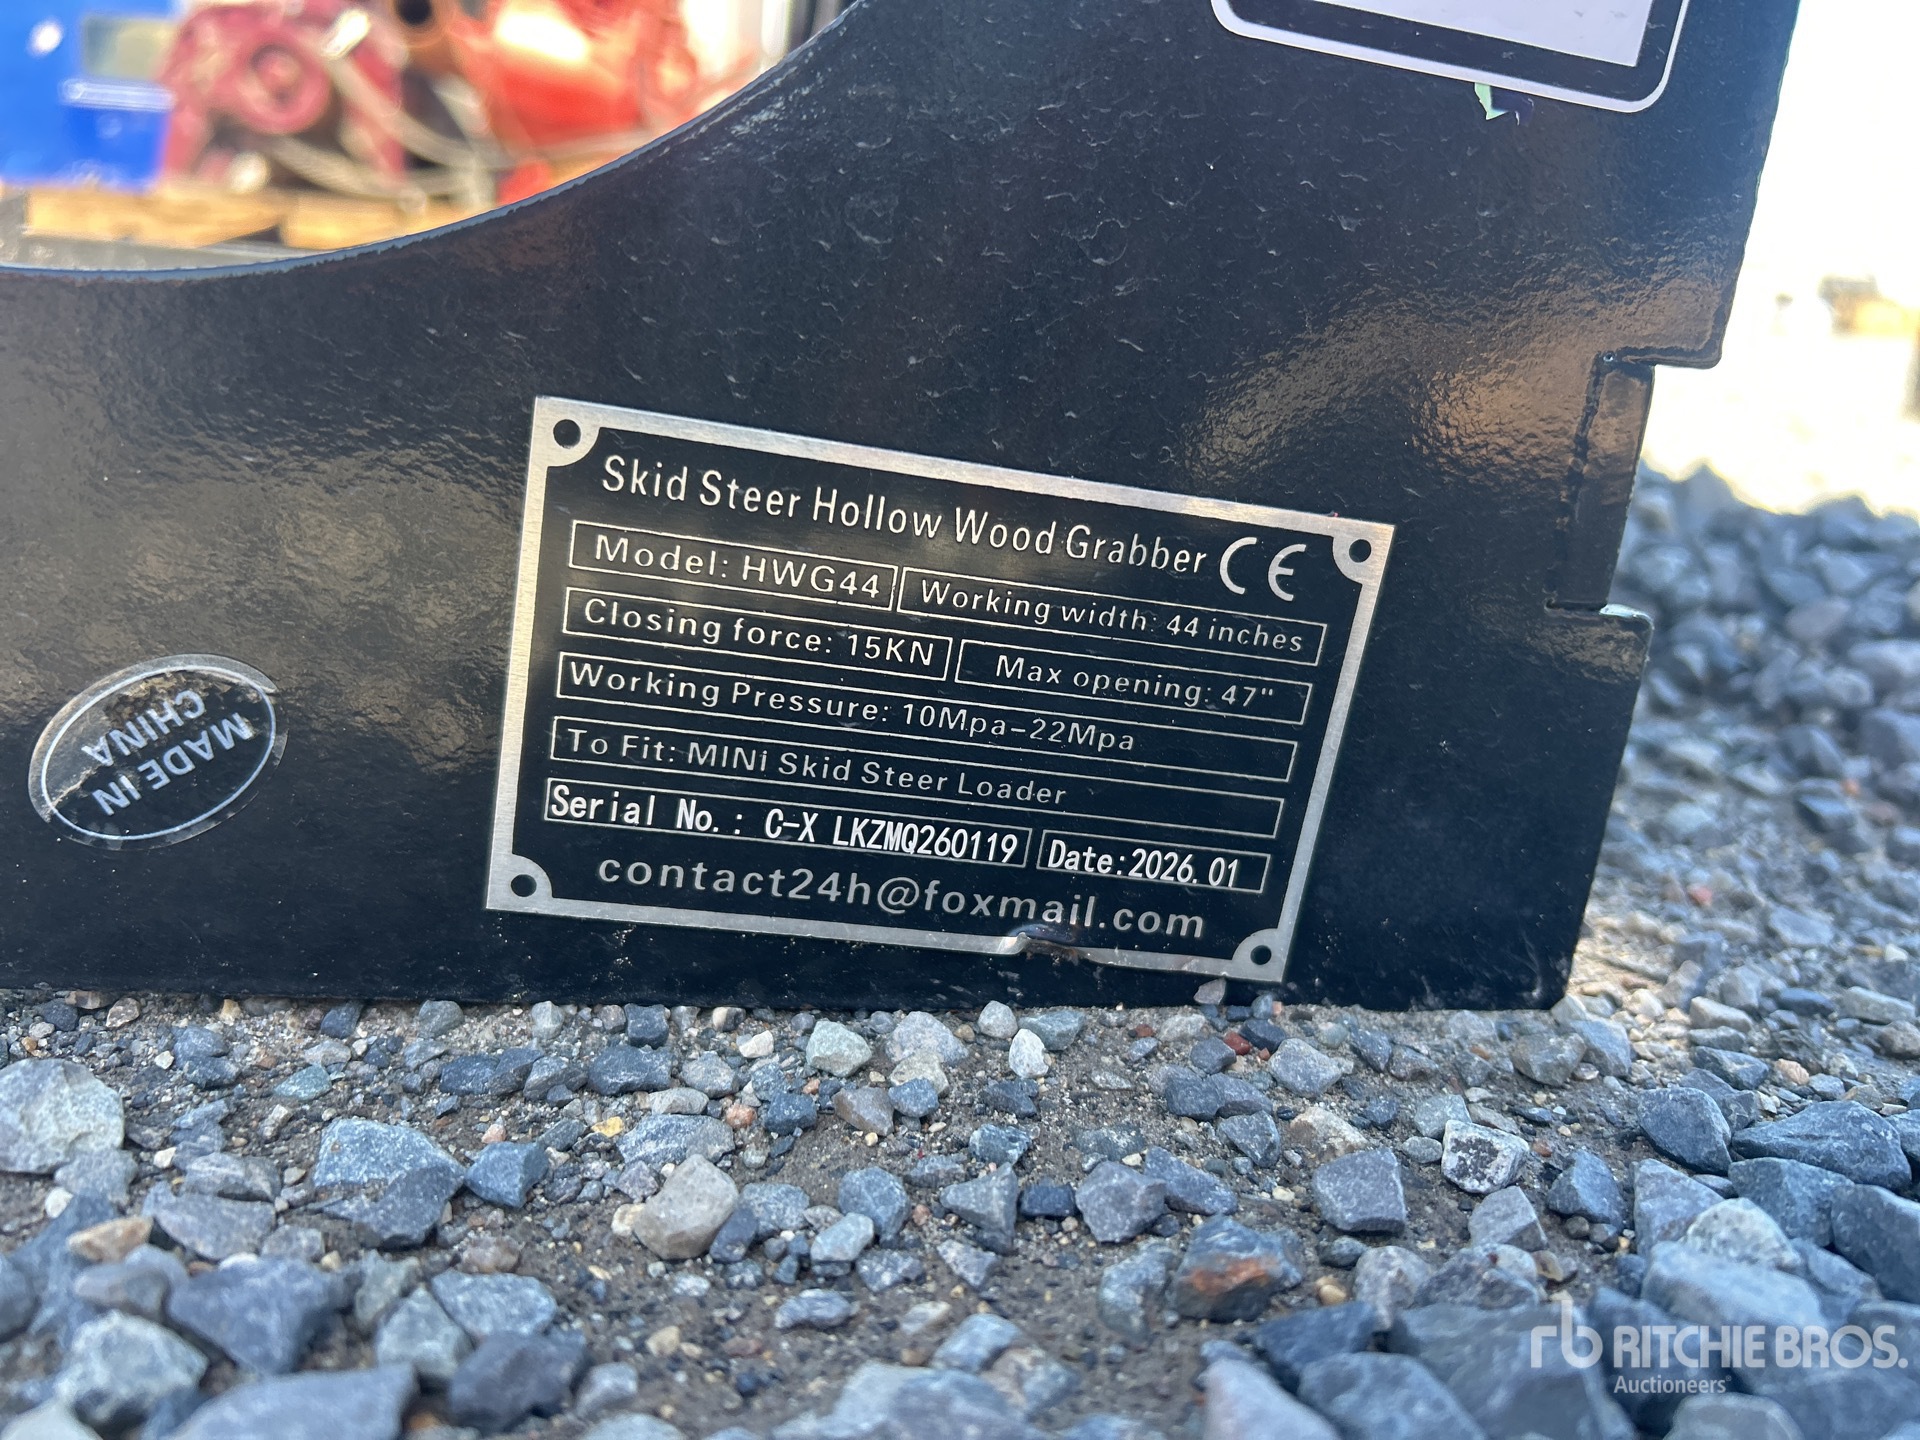 Skid Steer Hollow Wood Grabber CE
Model: HWG44
Working width: 44 inches
Closing force: 15KN
Max opening: 47"
Working Pressure: 10Mpa-22Mpa
To Fit: MINi Skid Steer Loader
Serial No.: C-X LKZMQ260119
Date:2026.01
contact24h@foxmail.com
MADE IN
CHINA
rb RITCHIE BROS.
Auctioneers